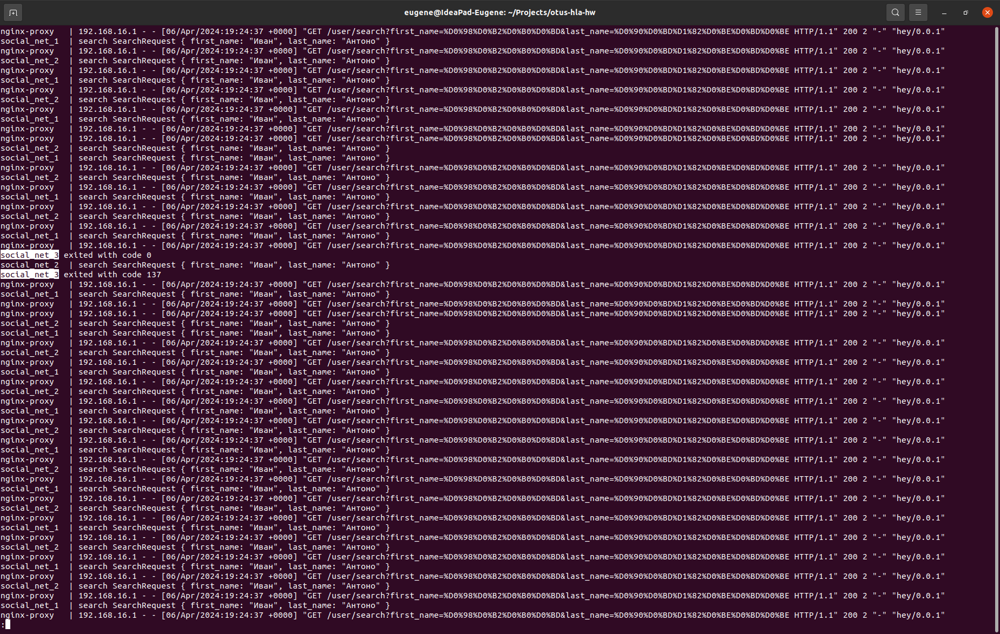 eugene@IdeaPad-Eugene: ~/Projects/otus-hla-hw
nginx-proxy | 192.168.16.1 - - [06/Apr/2024:19:24:37 +0000] "GET /user/search?first_name=%D0%98%D0%B2%D0%B0%D0%BD&last_name=%D0%90%D0%BD%D1%82%D0%BE%D0%BD%D0%BE HTTP/1.1" 200 2 "-" "hey/0.0.1"
social_net_1 | search SearchRequest { first_name: "Иван", last_name: "Антоно" }
nginx-proxy | 192.168.16.1 - - [06/Apr/2024:19:24:37 +0000] "GET /user/search?first_name=%D0%98%D0%B2%D0%B0%D0%BD&last_name=%D0%90%D0%BD%D1%82%D0%BE%D0%BD%D0%BE HTTP/1.1" 200 2 "-" "hey/0.0.1"
social_net_2 | search SearchRequest { first_name: "Иван", last_name: "Антоно" }
nginx-proxy | 192.168.16.1 - - [06/Apr/2024:19:24:37 +0000] "GET /user/search?first_name=%D0%98%D0%B2%D0%B0%D0%BD&last_name=%D0%90%D0%BD%D1%82%D0%BE%D0%BD%D0%BE HTTP/1.1" 200 2 "-" "hey/0.0.1"
social_net_1 | search SearchRequest { first_name: "Иван", last_name: "Антоно" }
nginx-proxy | 192.168.16.1 - - [06/Apr/2024:19:24:37 +0000] "GET /user/search?first_name=%D0%98%D0%B2%D0%B0%D0%BD&last_name=%D0%90%D0%BD%D1%82%D0%BE%D0%BD%D0%BE HTTP/1.1" 200 2 "-" "hey/0.0.1"
social_net_2 | search SearchRequest { first_name: "Иван", last_name: "Антоно" }
nginx-proxy | 192.168.16.1 - - [06/Apr/2024:19:24:37 +0000] "GET /user/search?first_name=%D0%98%D0%B2%D0%B0%D0%BD&last_name=%D0%90%D0%BD%D1%82%D0%BE%D0%BD%D0%BE HTTP/1.1" 200 2 "-" "hey/0.0.1"
social_net_1 | search SearchRequest { first_name: "Иван", last_name: "Антоно" }
nginx-proxy | 192.168.16.1 - - [06/Apr/2024:19:24:37 +0000] "GET /user/search?first_name=%D0%98%D0%B2%D0%B0%D0%BD&last_name=%D0%90%D0%BD%D1%82%D0%BE%D0%BD%D0%BE HTTP/1.1" 200 2 "-" "hey/0.0.1"
nginx-proxy | 192.168.16.1 - - [06/Apr/2024:19:24:37 +0000] "GET /user/search?first_name=%D0%98%D0%B2%D0%B0%D0%BD&last_name=%D0%90%D0%BD%D1%82%D0%BE%D0%BD%D0%BE HTTP/1.1" 200 2 "-" "hey/0.0.1"
social_net_2 | search SearchRequest { first_name: "Иван", last_name: "Антоно" }
social_net_1 | search SearchRequest { first_name: "Иван", last_name: "Антоно" }
nginx-proxy | 192.168.16.1 - - [06/Apr/2024:19:24:37 +0000] "GET /user/search?first_name=%D0%98%D0%B2%D0%B0%D0%BD&last_name=%D0%90%D0%BD%D1%82%D0%BE%D0%BD%D0%BE HTTP/1.1" 200 2 "-" "hey/0.0.1"
social_net_2 | search SearchRequest { first_name: "Иван", last_name: "Антоно" }
nginx-proxy | 192.168.16.1 - - [06/Apr/2024:19:24:37 +0000] "GET /user/search?first_name=%D0%98%D0%B2%D0%B0%D0%BD&last_name=%D0%90%D0%BD%D1%82%D0%BE%D0%BD%D0%BE HTTP/1.1" 200 2 "-" "hey/0.0.1"
social_net_1 | search SearchRequest { first_name: "Иван", last_name: "Антоно" }
nginx-proxy | 192.168.16.1 - - [06/Apr/2024:19:24:37 +0000] "GET /user/search?first_name=%D0%98%D0%B2%D0%B0%D0%BD&last_name=%D0%90%D0%BD%D1%82%D0%BE%D0%BD%D0%BE HTTP/1.1" 200 2 "-" "hey/0.0.1"
social_net_2 | search SearchRequest { first_name: "Иван", last_name: "Антоно" }
nginx-proxy | 192.168.16.1 - - [06/Apr/2024:19:24:37 +0000] "GET /user/search?first_name=%D0%98%D0%B2%D0%B0%D0%BD&last_name=%D0%90%D0%BD%D1%82%D0%BE%D0%BD%D0%BE HTTP/1.1" 200 2 "-" "hey/0.0.1"
social_net_1 | search SearchRequest { first_name: "Иван", last_name: "Антоно" }
nginx-proxy | 192.168.16.1 - - [06/Apr/2024:19:24:37 +0000] "GET /user/search?first_name=%D0%98%D0%B2%D0%B0%D0%BD&last_name=%D0%90%D0%BD%D1%82%D0%BE%D0%BD%D0%BE HTTP/1.1" 200 2 "-" "hey/0.0.1"
social_net_3 exited with code 0
social_net_2 | search SearchRequest { first_name: "Иван", last_name: "Антоно" }
social_net_3 exited with code 137
nginx-proxy | 192.168.16.1 - - [06/Apr/2024:19:24:37 +0000] "GET /user/search?first_name=%D0%98%D0%B2%D0%B0%D0%BD&last_name=%D0%90%D0%BD%D1%82%D0%BE%D0%BD%D0%BE HTTP/1.1" 200 2 "-" "hey/0.0.1"
social_net_1 | search SearchRequest { first_name: "Иван", last_name: "Антоно" }
nginx-proxy | 192.168.16.1 - - [06/Apr/2024:19:24:37 +0000] "GET /user/search?first_name=%D0%98%D0%B2%D0%B0%D0%BD&last_name=%D0%90%D0%BD%D1%82%D0%BE%D0%BD%D0%BE HTTP/1.1" 200 2 "-" "hey/0.0.1"
nginx-proxy | 192.168.16.1 - - [06/Apr/2024:19:24:37 +0000] "GET /user/search?first_name=%D0%98%D0%B2%D0%B0%D0%BD&last_name=%D0%90%D0%BD%D1%82%D0%BE%D0%BD%D0%BE HTTP/1.1" 200 2 "-" "hey/0.0.1"
social_net_2 | search SearchRequest { first_name: "Иван", last_name: "Антоно" }
social_net_1 | search SearchRequest { first_name: "Иван", last_name: "Антоно" }
nginx-proxy | 192.168.16.1 - - [06/Apr/2024:19:24:37 +0000] "GET /user/search?first_name=%D0%98%D0%B2%D0%B0%D0%BD&last_name=%D0%90%D0%BD%D1%82%D0%BE%D0%BD%D0%BE HTTP/1.1" 200 2 "-" "hey/0.0.1"
social_net_2 | search SearchRequest { first_name: "Иван", last_name: "Антоно" }
nginx-proxy | 192.168.16.1 - - [06/Apr/2024:19:24:37 +0000] "GET /user/search?first_name=%D0%98%D0%B2%D0%B0%D0%BD&last_name=%D0%90%D0%BD%D1%82%D0%BE%D0%BD%D0%BE HTTP/1.1" 200 2 "-" "hey/0.0.1"
social_net_1 | search SearchRequest { first_name: "Иван", last_name: "Антоно" }
nginx-proxy | 192.168.16.1 - - [06/Apr/2024:19:24:37 +0000] "GET /user/search?first_name=%D0%98%D0%B2%D0%B0%D0%BD&last_name=%D0%90%D0%BD%D1%82%D0%BE%D0%BD%D0%BE HTTP/1.1" 200 2 "-" "hey/0.0.1"
social_net_2 | search SearchRequest { first_name: "Иван", last_name: "Антоно" }
nginx-proxy | 192.168.16.1 - - [06/Apr/2024:19:24:37 +0000] "GET /user/search?first_name=%D0%98%D0%B2%D0%B0%D0%BD&last_name=%D0%90%D0%BD%D1%82%D0%BE%D0%BD%D0%BE HTTP/1.1" 200 2 "-" "hey/0.0.1"
social_net_1 | search SearchRequest { first_name: "Иван", last_name: "Антоно" }
nginx-proxy | 192.168.16.1 - - [06/Apr/2024:19:24:37 +0000] "GET /user/search?first_name=%D0%98%D0%B2%D0%B0%D0%BD&last_name=%D0%90%D0%BD%D1%82%D0%BE%D0%BD%D0%BE HTTP/1.1" 200 2 "-" "hey/0.0.1"
social_net_2 | search SearchRequest { first_name: "Иван", last_name: "Антоно" }
nginx-proxy | 192.168.16.1 - - [06/Apr/2024:19:24:37 +0000] "GET /user/search?first_name=%D0%98%D0%B2%D0%B0%D0%BD&last_name=%D0%90%D0%BD%D1%82%D0%BE%D0%BD%D0%BE HTTP/1.1" 200 2 "-" "hey/0.0.1"
social_net_1 | search SearchRequest { first_name: "Иван", last_name: "Антоно" }
nginx-proxy | 192.168.16.1 - - [06/Apr/2024:19:24:37 +0000] "GET /user/search?first_name=%D0%98%D0%B2%D0%B0%D0%BD&last_name=%D0%90%D0%BD%D1%82%D0%BE%D0%BD%D0%BE HTTP/1.1" 200 2 "-" "hey/0.0.1"
social_net_2 | search SearchRequest { first_name: "Иван", last_name: "Антоно" }
nginx-proxy | 192.168.16.1 - - [06/Apr/2024:19:24:37 +0000] "GET /user/search?first_name=%D0%98%D0%B2%D0%B0%D0%BD&last_name=%D0%90%D0%BD%D1%82%D0%BE%D0%BD%D0%BE HTTP/1.1" 200 2 "-" "hey/0.0.1"
social_net_1 | search SearchRequest { first_name: "Иван", last_name: "Антоно" }
nginx-proxy | 192.168.16.1 - - [06/Apr/2024:19:24:37 +0000] "GET /user/search?first_name=%D0%98%D0%B2%D0%B0%D0%BD&last_name=%D0%90%D0%BD%D1%82%D0%BE%D0%BD%D0%BE HTTP/1.1" 200 2 "-" "hey/0.0.1"
social_net_2 | search SearchRequest { first_name: "Иван", last_name: "Антоно" }
nginx-proxy | 192.168.16.1 - - [06/Apr/2024:19:24:37 +0000] "GET /user/search?first_name=%D0%98%D0%B2%D0%B0%D0%BD&last_name=%D0%90%D0%BD%D1%82%D0%BE%D0%BD%D0%BE HTTP/1.1" 200 2 "-" "hey/0.0.1"
social_net_1 | search SearchRequest { first_name: "Иван", last_name: "Антоно" }
nginx-proxy | 192.168.16.1 - - [06/Apr/2024:19:24:37 +0000] "GET /user/search?first_name=%D0%98%D0%B2%D0%B0%D0%BD&last_name=%D0%90%D0%BD%D1%82%D0%BE%D0%BD%D0%BE HTTP/1.1" 200 2 "-" "hey/0.0.1"
social_net_2 | search SearchRequest { first_name: "Иван", last_name: "Антоно" }
nginx-proxy | 192.168.16.1 - - [06/Apr/2024:19:24:37 +0000] "GET /user/search?first_name=%D0%98%D0%B2%D0%B0%D0%BD&last_name=%D0%90%D0%BD%D1%82%D0%BE%D0%BD%D0%BE HTTP/1.1" 200 2 "-" "hey/0.0.1"
social_net_1 | search SearchRequest { first_name: "Иван", last_name: "Антоно" }
nginx-proxy | 192.168.16.1 - - [06/Apr/2024:19:24:37 +0000] "GET /user/search?first_name=%D0%98%D0%B2%D0%B0%D0%BD&last_name=%D0%90%D0%BD%D1%82%D0%BE%D0%BD%D0%BE HTTP/1.1" 200 2 "-" "hey/0.0.1"
social_net_2 | search SearchRequest { first_name: "Иван", last_name: "Антоно" }
nginx-proxy | 192.168.16.1 - - [06/Apr/2024:19:24:37 +0000] "GET /user/search?first_name=%D0%98%D0%B2%D0%B0%D0%BD&last_name=%D0%90%D0%BD%D1%82%D0%BE%D0%BD%D0%BE HTTP/1.1" 200 2 "-" "hey/0.0.1"
social_net_1 | search SearchRequest { first_name: "Иван", last_name: "Антоно" }
nginx-proxy | 192.168.16.1 - - [06/Apr/2024:19:24:37 +0000] "GET /user/search?first_name=%D0%98%D0%B2%D0%B0%D0%BD&last_name=%D0%90%D0%BD%D1%82%D0%BE%D0%BD%D0%BE HTTP/1.1" 200 2 "-" "hey/0.0.1"
: